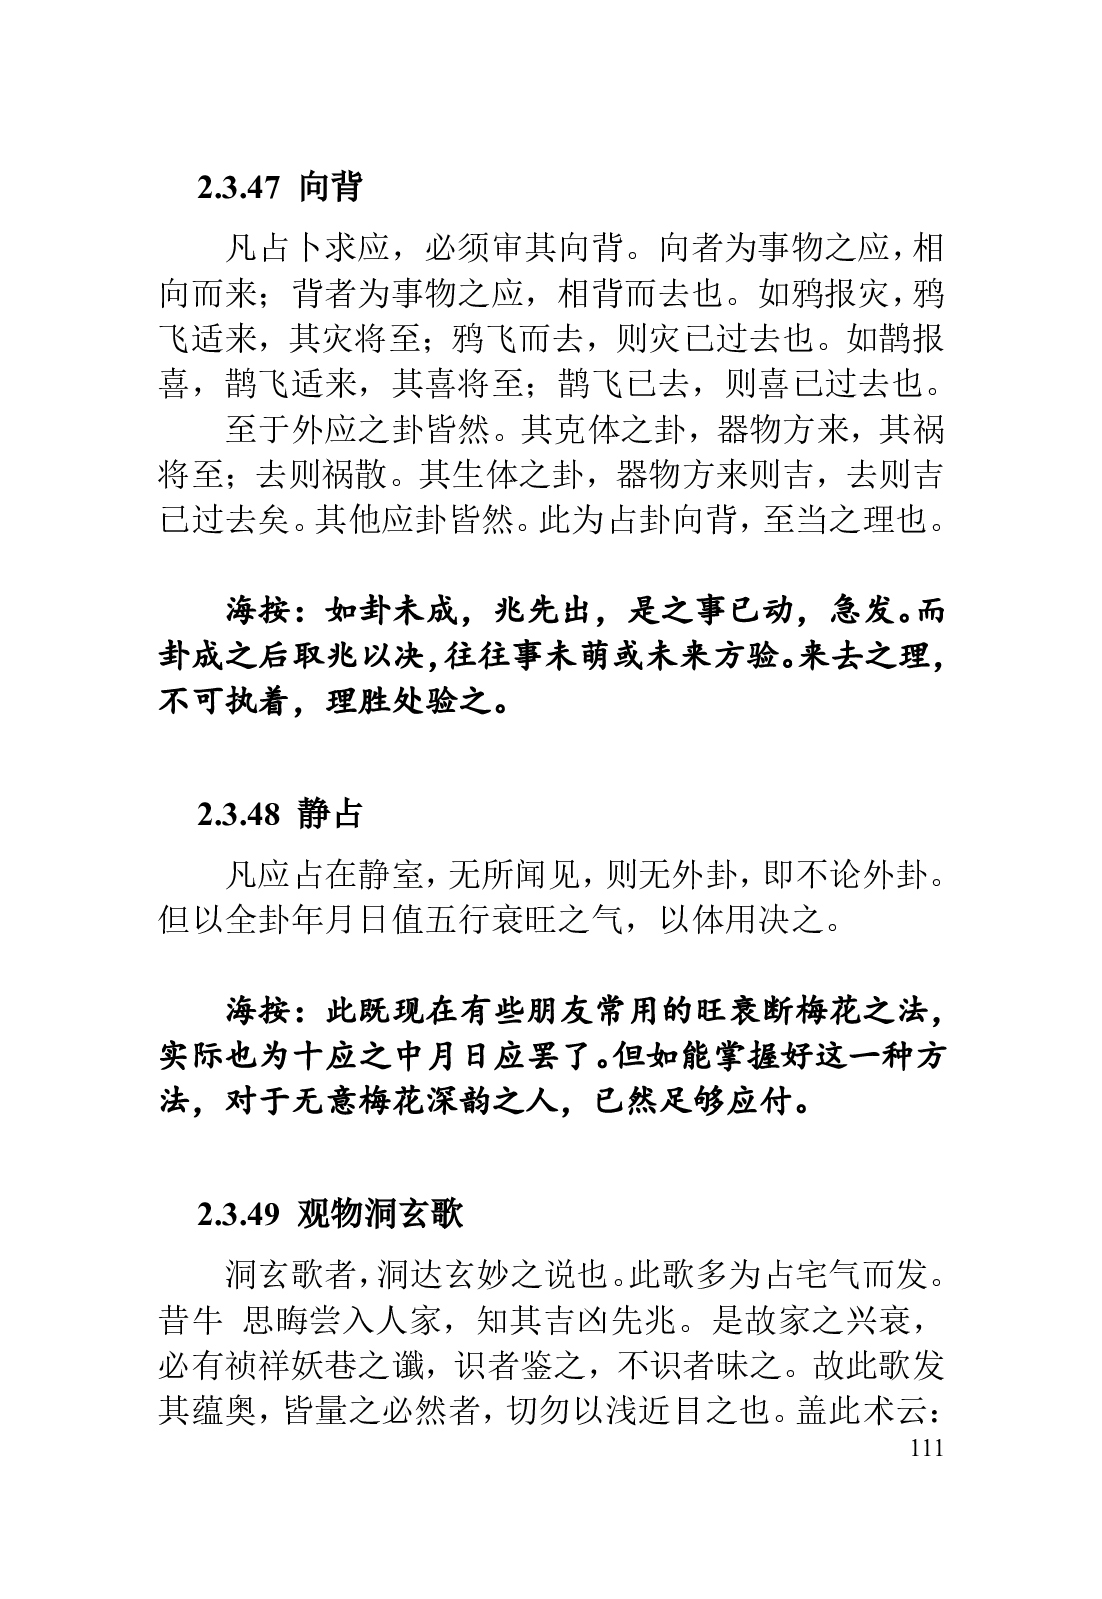 2.3.47 向背
凡占卜求应，必须审其向背。向者为事物之应，相
向而来；背者为事物之应，相背而去也。如鸦报灾，鸦
飞适来，其灾将至；鸦飞而去，则灾已过去也。如鹊报
喜，鹊飞适来，其喜将至；鹊飞已去，则喜已过去也。
至于外应之卦皆然。其克体之卦，器物方来，其祸
将至；去则祸散。其生体之卦，器物方来则吉，去则吉
已过去矣。其他应卦皆然。此为占卦向背，至当之理也。
海按：如卦未成，兆先出，是之事已动，急发。而
卦成之后取兆以决，往往事未萌或未来方验。来去之理，
不可执着，理胜处验之。
2.3.48 静占
凡应占在静室，无所闻见，则无外卦，即不论外卦。
但以全卦年月日值五行衰旺之气，以体用决之。
海按：此既现在有些朋友常用的旺衰断梅花之法，
实际也为十应之中月日应罢了。但如能掌握好这一种方
法，对于无意梅花深韵之人，已然足够应付。
2.3.49 观物洞玄歌
洞玄歌者，洞达玄妙之说也。此歌多为占宅气而发。
昔牛 思晦尝入人家，知其吉凶先兆。是故家之兴衰，
必有祯祥妖巷之谶，识者鉴之，不识者昧之。故此歌发
其蕴奥，皆量之必然者，切勿以浅近目之也。盖此术云：
111